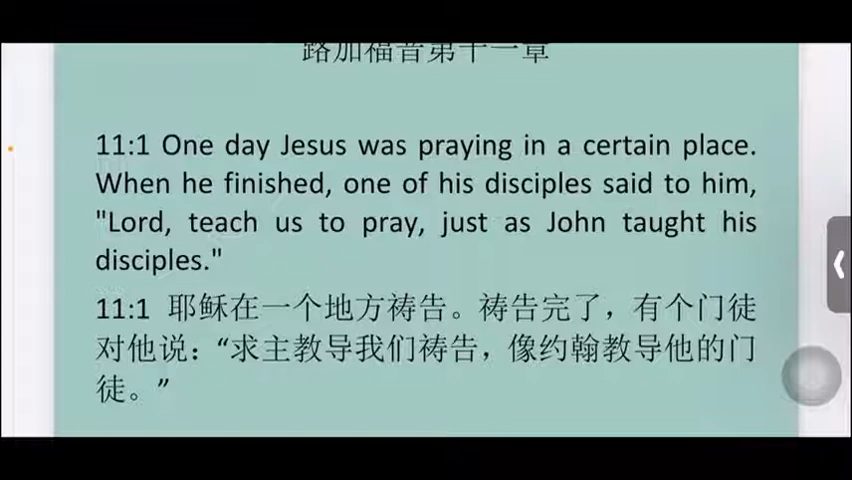 路加福音第十一章
11:1 One day Jesus was praying in a certain place.
When he finished, one of his disciples said to him,
"Lord, teach us to pray, just as John taught his
disciples."
11:1 耶稣在一个地方祷告。祷告完了，有个门徒
对他说：“求主教导我们祷告，像约翰教导他的门
徒。”